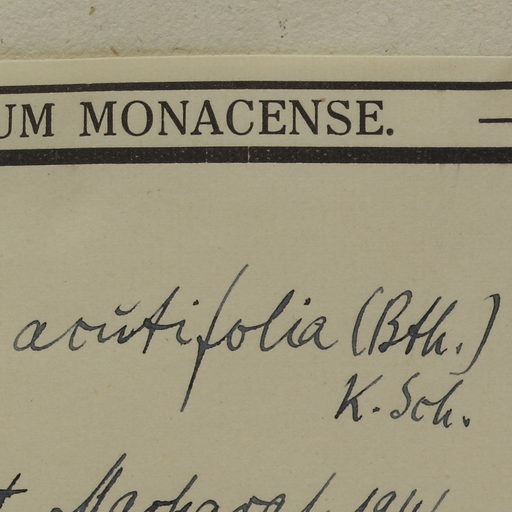 UM MONACENSE.
acutifolia (Bth.)
K. Sch.